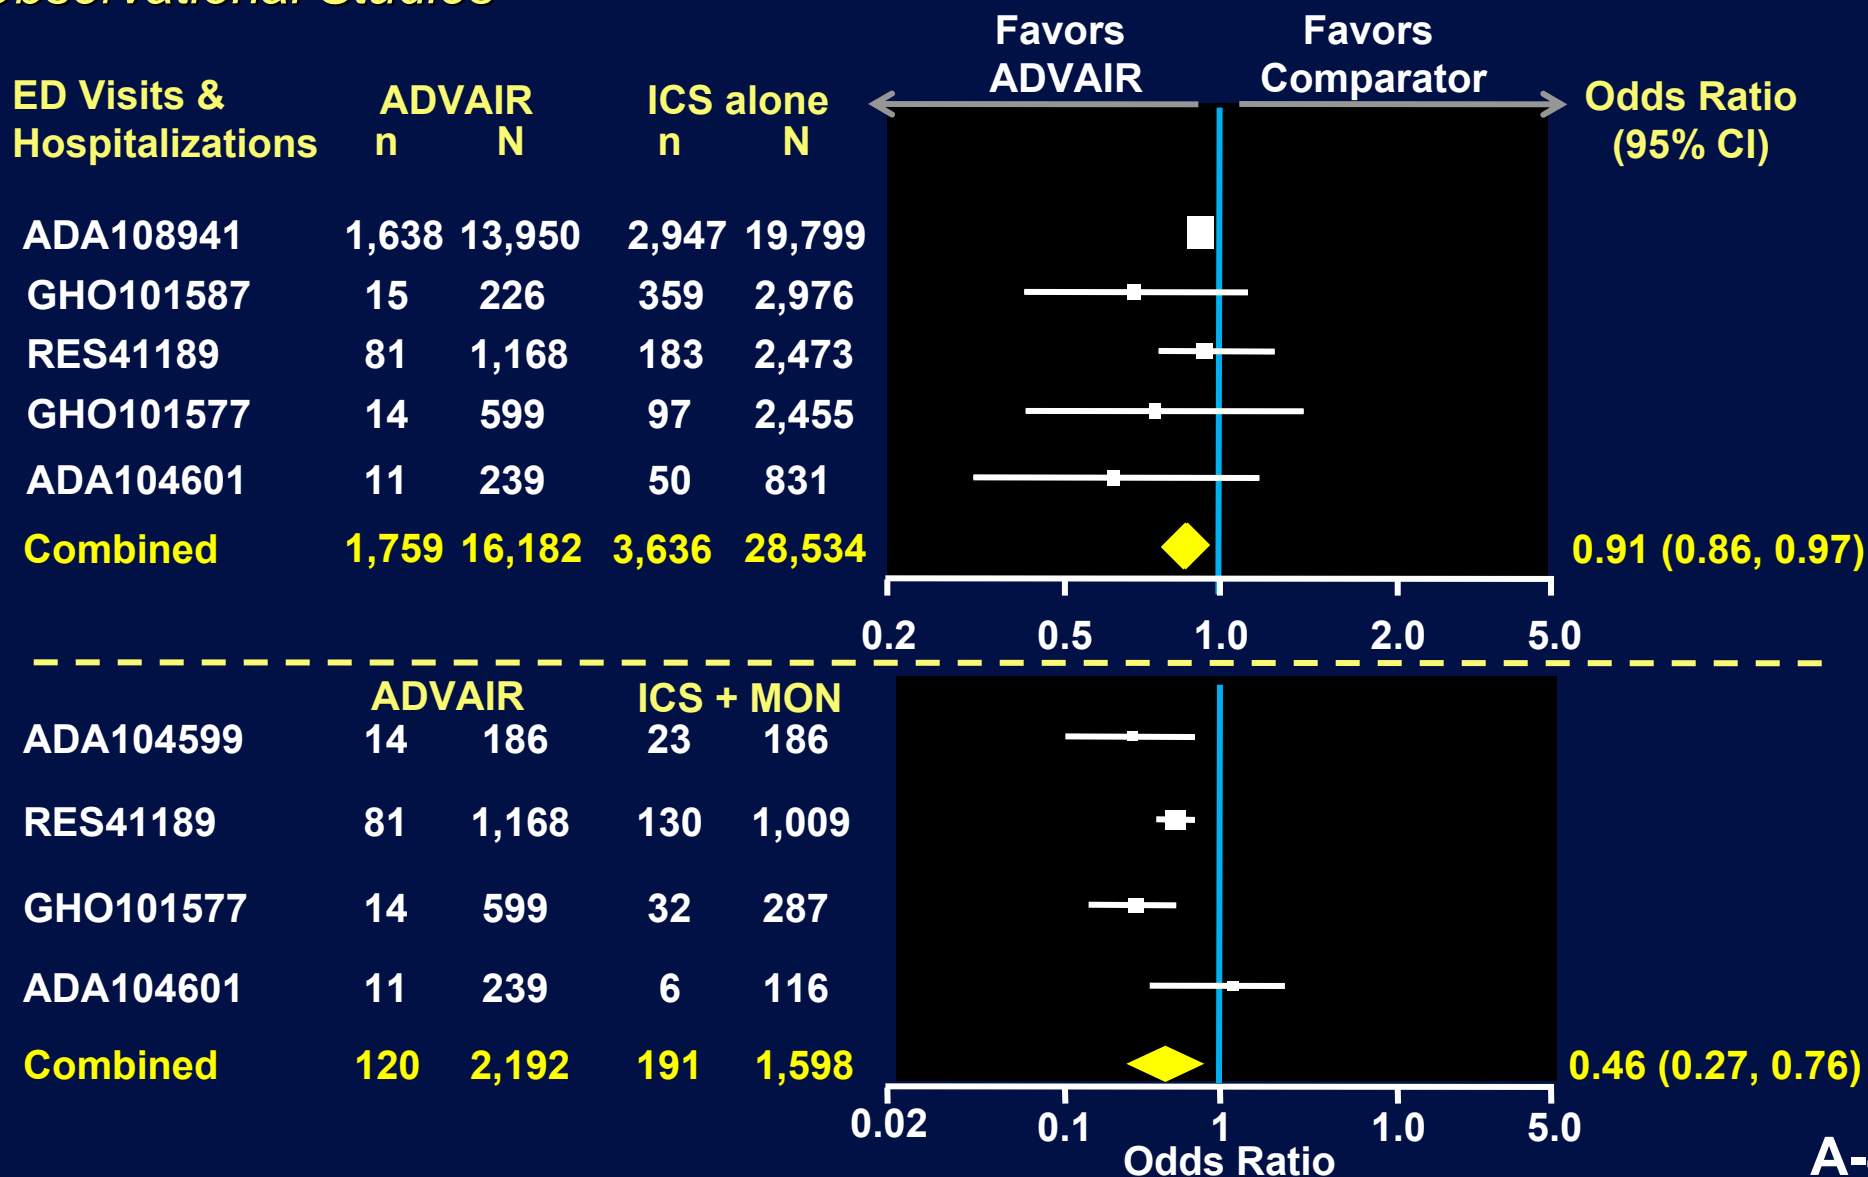 Observational Studies
Favors ADVAIR
Favors Comparator
ED Visits & Hospitalizations
ADVAIR
n N
ICS alone
n N
Odds Ratio
(95% CI)
ADA108941 1,638 13,950 2,947 19,799
GHO101587 15 226 359 2,976
RES41189 81 1,168 183 2,473
GHO101577 14 599 97 2,455
ADA104601 11 239 50 831
Combined 1,759 16,182 3,636 28,534 0.91 (0.86, 0.97)
0.2 0.5 1.0 2.0 5.0
ADVAIR ICS + MON
ADA104599 14 186 23 186
RES41189 81 1,168 130 1,009
GHO101577 14 599 32 287
ADA104601 11 239 6 116
Combined 120 2,192 191 1,598 0.46 (0.27, 0.76)
0.02 0.1 1 1.0 5.0
Odds Ratio
A-